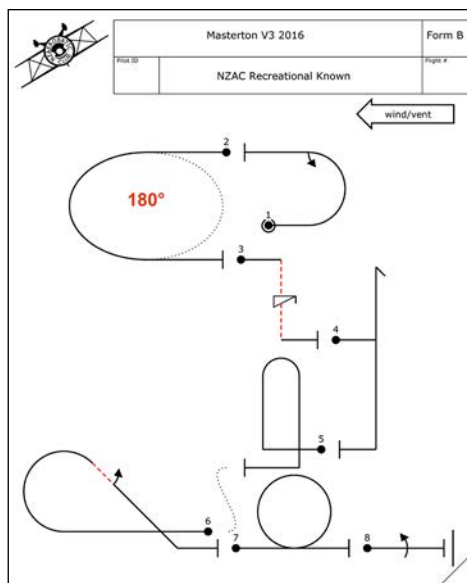 Masterton V3 2016
Form B
Pilot ID
NZAC Recreational Known
Flight #
wind/vent
2
180°
1
3
4
5
6
7
8